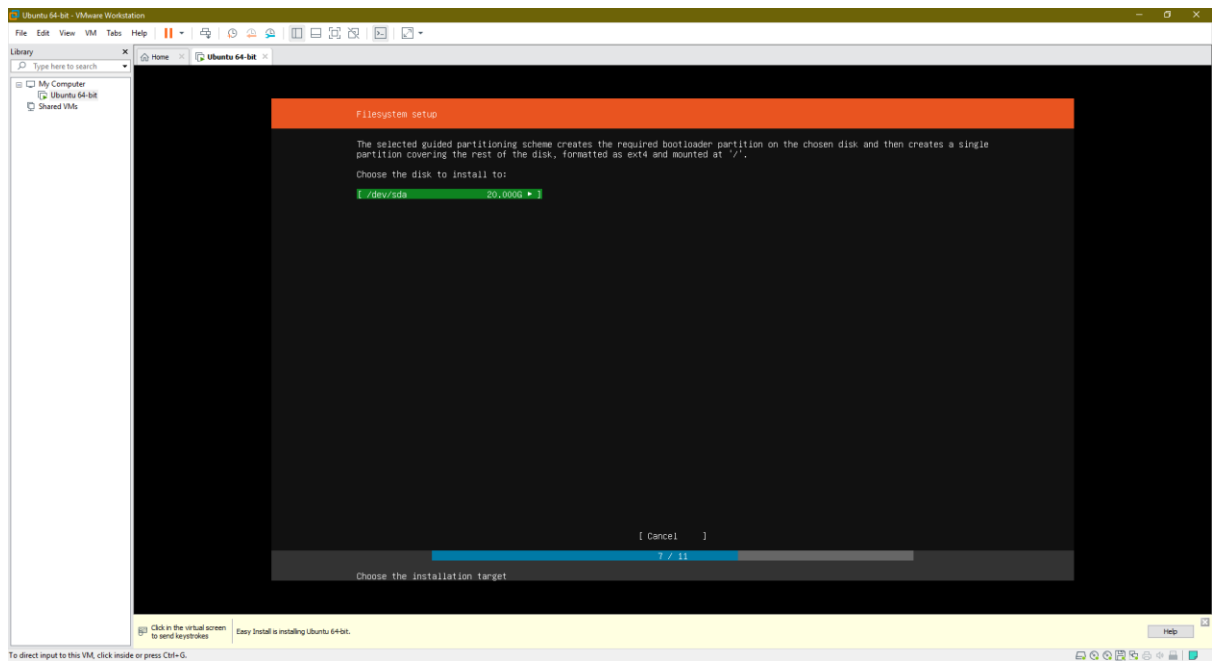 Ubuntu 64-bit - VMware Workstation
File Edit View VM Tabs Help
Library
Type here to search
My Computer
Ubuntu 64-bit
Shared VMs
Home
Ubuntu 64-bit
Filesystem setup
The selected guided partitioning scheme creates the required bootloader partition on the chosen disk and then creates a single
partition covering the rest of the disk, formatted as ext4 and mounted at '/'.
Choose the disk to install to:
[ /dev/sda 20.000G ► ]
[ Cancel ]
7 / 11
Choose the installation target
Click in the virtual screen
to send keystrokes
Easy Install is installing Ubuntu 64-bit.
Help
To direct input to this VM, click inside or press Ctrl+G.